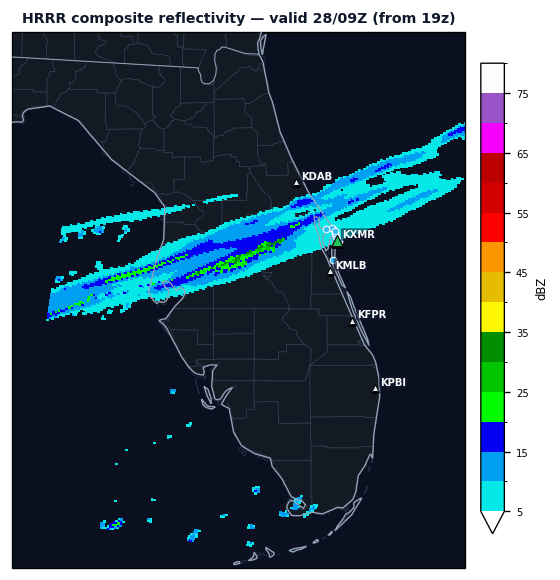 HRRR composite reflectivity — valid 28/09Z (from 19z)
75
65
KDAB
55
KXMR
45
KMLB
dBZ
KFPR
35
25
KPBI
15
5